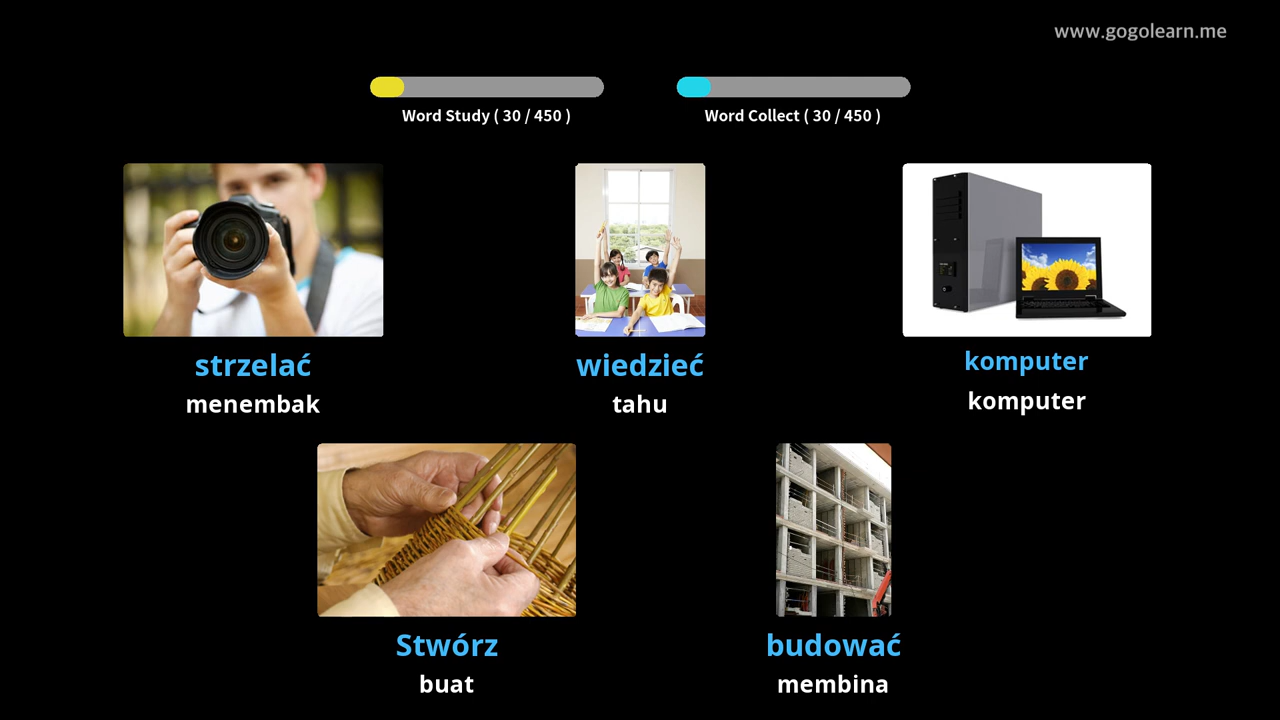 www.gogolearn.me
Word Study ( 30 / 450 )
Word Collect ( 30 / 450 )
strzelać
menembak
wiedzieć
tahu
komputer
komputer
Stwórz
buat
budować
membina